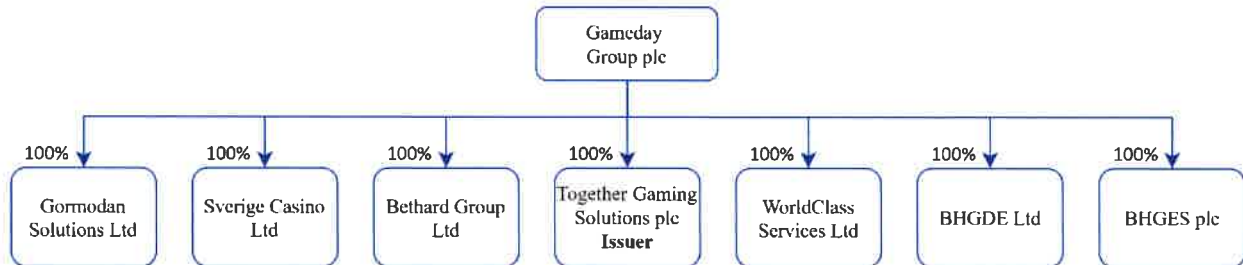 Gameday
Group plc
100%
100%
100%
100%
100%
100%
100%
Gormodan
Solutions Ltd
Sverige Casino
Ltd
Bethard Group
Ltd
Together Gaming
Solutions plc
Issuer
WorldClass
Services Ltd
BHGDE Ltd
BHGES plc